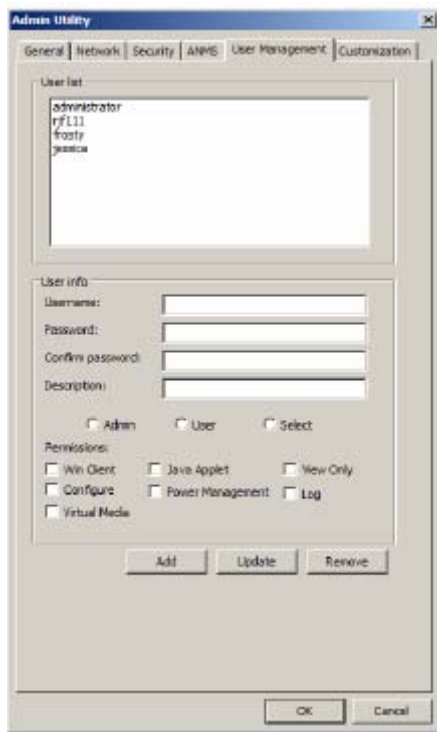 Admin Utility
General Network Security ANMS User Management Customization
User list
administrator
rjf111
frosty
jessica
User info
Username:
Password:
Confirm password:
Description:
Admin User Select
Permissions:
Win Client Java Applet View Only
Configure Power Management Log
Virtual Media
Add Update Remove
OK Cancel